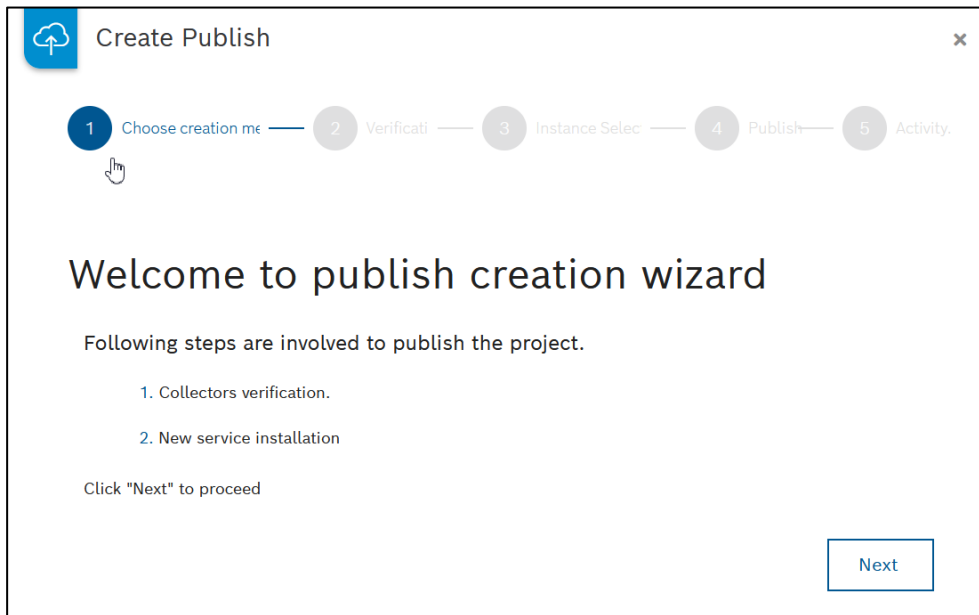 Create Publish
1 Choose creation me 2 Verificati 3 Instance Selec 4 Publish 5 Activity.
Welcome to publish creation wizard
Following steps are involved to publish the project.
1. Collectors verification.
2. New service installation
Click "Next" to proceed
Next